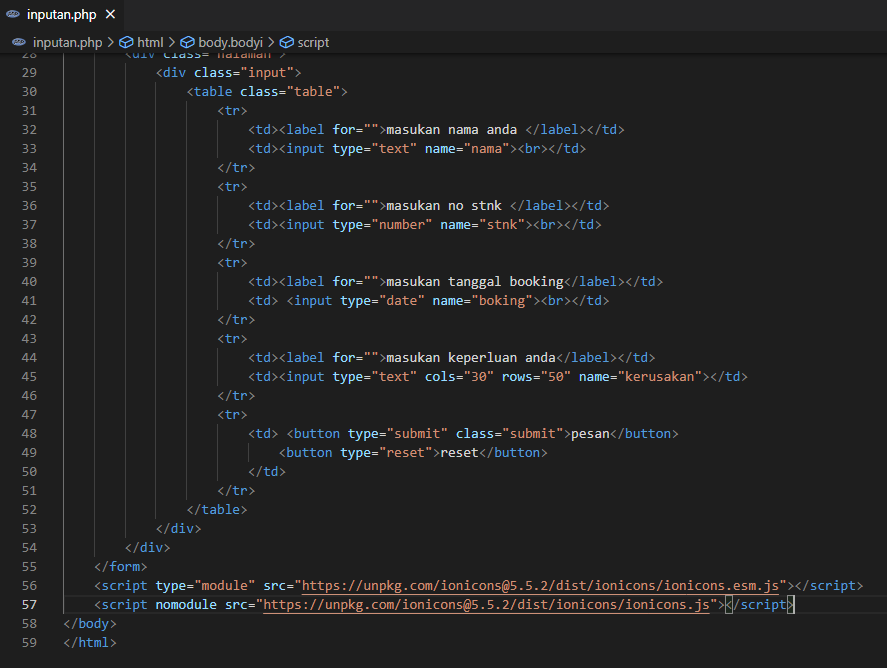 inputan.php
inputan.php > html > body.bodyi > script
28 <div class="halaman">
29 <div class="input">
30 <table class="table">
31 <tr>
32 <td><label for="">masukan nama anda </label></td>
33 <td><input type="text" name="nama"><br></td>
34 </tr>
35 <tr>
36 <td><label for="">masukan no stnk </label></td>
37 <td><input type="number" name="stnk"><br></td>
38 </tr>
39 <tr>
40 <td><label for="">masukan tanggal booking</label></td>
41 <td> <input type="date" name="boking"><br></td>
42 </tr>
43 <tr>
44 <td><label for="">masukan keperluan anda</label></td>
45 <td><input type="text" cols="30" rows="50" name="kerusakan"></td>
46 </tr>
47 <tr>
48 <td> <button type="submit" class="submit">pesan</button>
49 <button type="reset">reset</button>
50 </td>
51 </tr>
52 </table>
53 </div>
54 </div>
55 </form>
56 <script type="module" src="https://unpkg.com/ionicons@5.5.2/dist/ionicons/ionicons.esm.js"></script>
57 <script nomodule src="https://unpkg.com/ionicons@5.5.2/dist/ionicons/ionicons.js"></script>
58 </body>
59 </html>